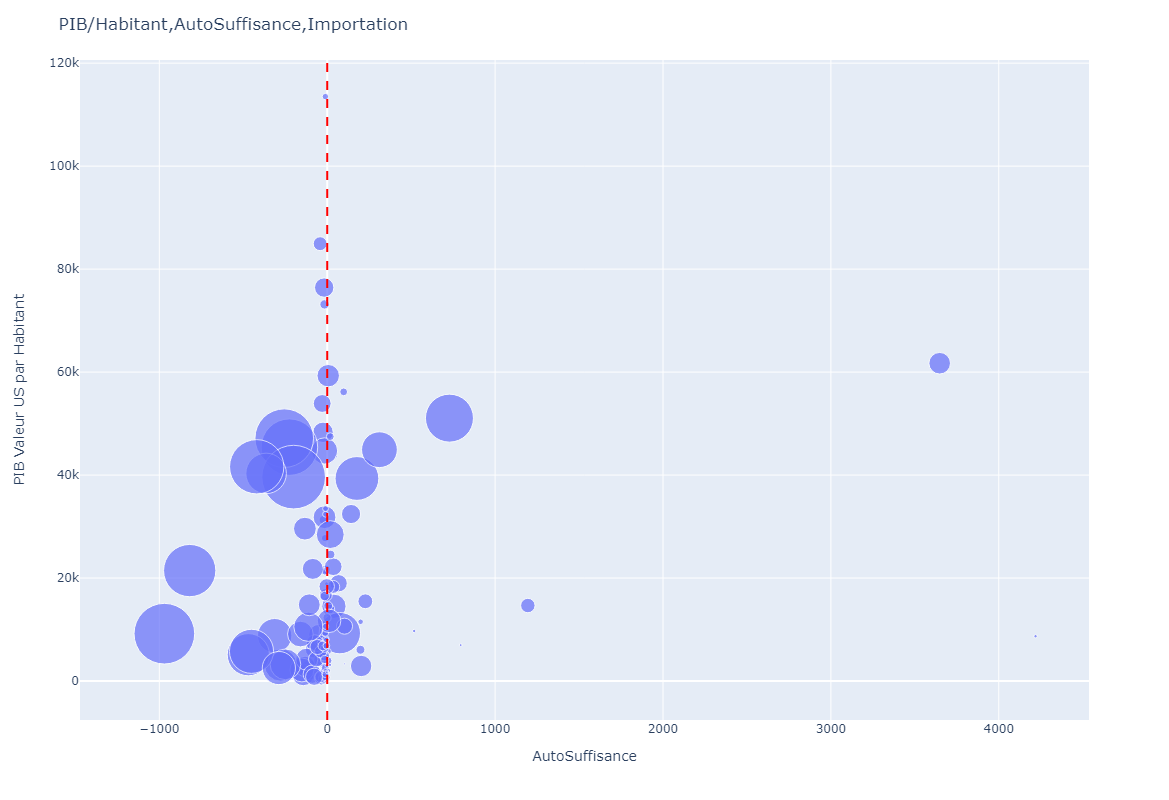 PIB/Habitant,AutoSuffisance,Importation
120k
100k
80k
60k
40k
20k
0
PIB Valeur US par Habitant
−1000
0
1000
2000
3000
4000
AutoSuffisance